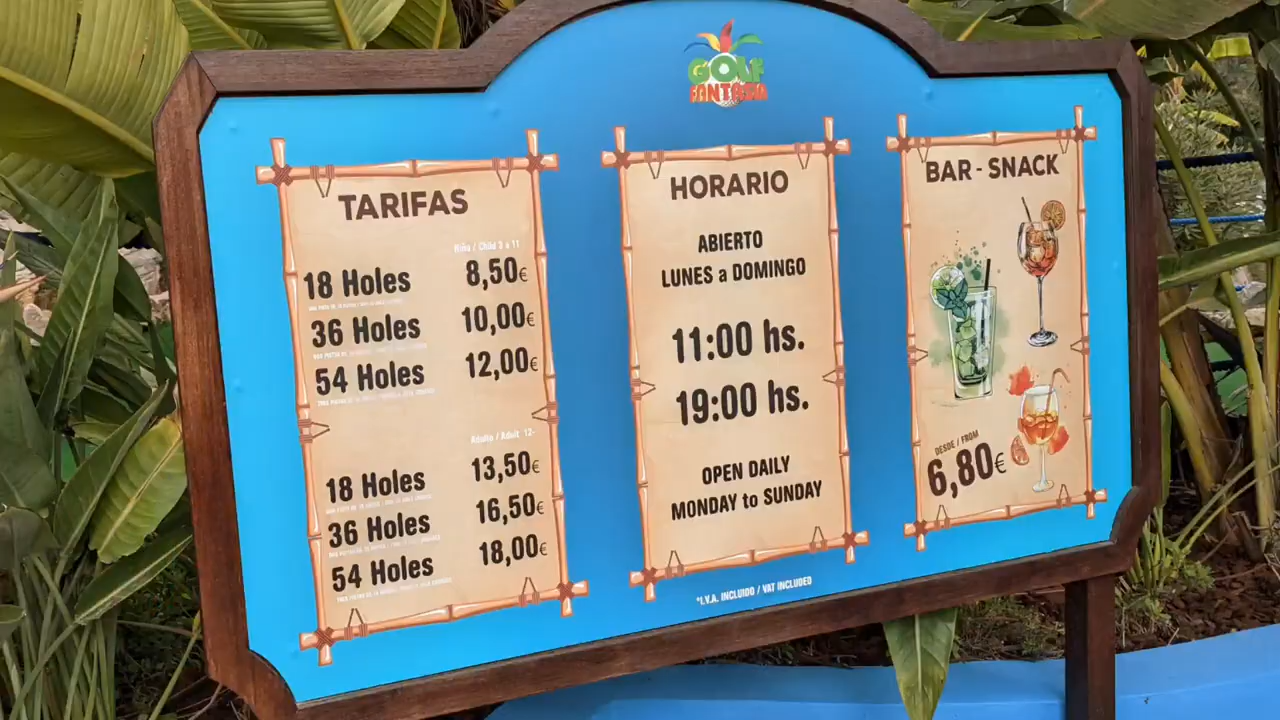 GOLF
FANTASIA
TARIFAS
Niño / Child 3 a 11
18 Holes 8,50€
36 Holes 10,00€
54 Holes 12,00€
Adulto / Adult 12-
18 Holes 13,50€
36 Holes 16,50€
54 Holes 18,00€
HORARIO
ABIERTO
LUNES a DOMINGO
11:00 hs.
19:00 hs.
OPEN DAILY
MONDAY to SUNDAY
BAR - SNACK
DESDE / FROM
6,80€
*I.V.A. INCLUIDO / VAT INCLUDED